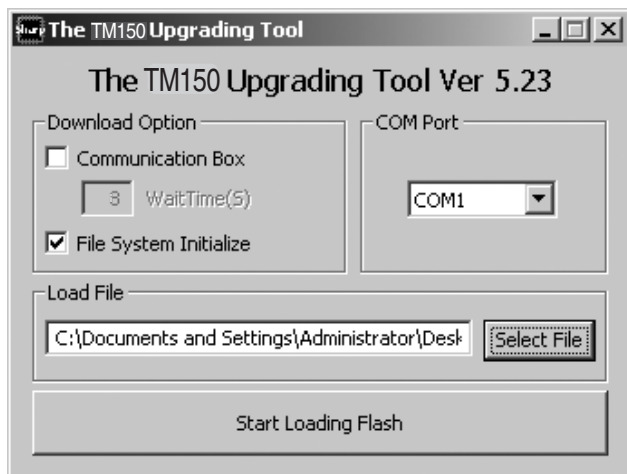 Sharp The TM150 Upgrading Tool
The TM150 Upgrading Tool Ver 5.23
Download Option
Communication Box
3 WaitTime(S)
File System Initialize
COM Port
COM1
Load File
C:\Documents and Settings\Administrator\Desk
Select File
Start Loading Flash